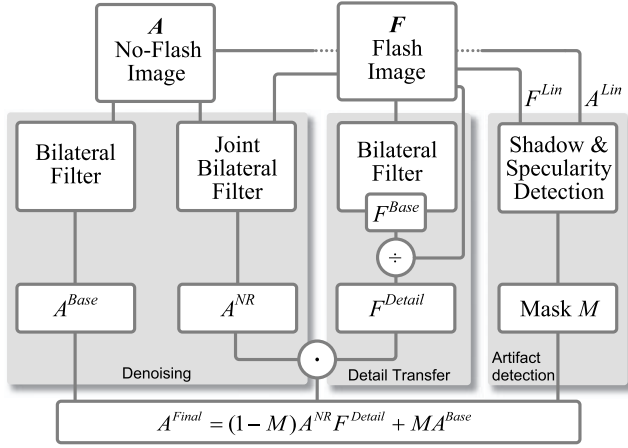 A
No-Flash
Image
F
Flash
Image
F^Lin
A^Lin
Bilateral
Filter
Joint
Bilateral
Filter
Bilateral
Filter
F^Base
Shadow &
Specularity
Detection
÷
A^Base
A^NR
F^Detail
Mask M
·
Denoising
Detail Transfer
Artifact
detection
A^Final = (1−M)A^NR F^Detail + MA^Base